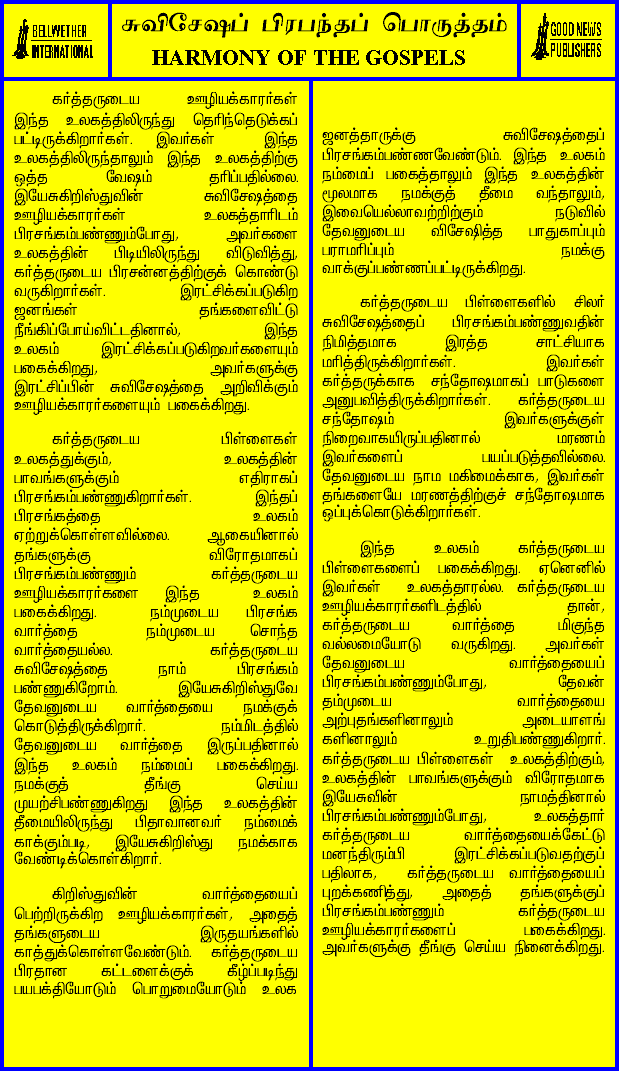 BELLWETHER
INTERNATIONAL
சுவிசேஷப் பிரபந்தப் பொருத்தம்
HARMONY OF THE GOSPELS
GOOD NEWS
PUBLISHERS
கர்த்தருடைய ஊழியக்காரர்கள்
இந்த உலகத்திலிருந்து தெரிந்தெடுக்கப்
பட்டிருக்கிறார்கள். இவர்கள் இந்த
உலகத்திலிருந்தாலும் இந்த உலகத்திற்கு
ஒத்த வேஷம் தரிப்பதில்லை.
இயேசுகிறிஸ்துவின் சுவிசேஷத்தை
ஊழியக்காரர்கள் உலகத்தாரிடம்
பிரசங்கம்பண்ணும்போது, அவர்களை
உலகத்தின் பிடியிலிருந்து விடுவித்து,
கர்த்தருடைய பிரசன்னத்திற்குக் கொண்டு
வருகிறார்கள். இரட்சிக்கப்படுகிற
ஜனங்கள் தங்களைவிட்டு
நீங்கிப்போய்விட்டதினால், இந்த
உலகம் இரட்சிக்கப்படுகிறவர்களையும்
பகைக்கிறது, அவர்களுக்கு
இரட்சிப்பின் சுவிசேஷத்தை அறிவிக்கும்
ஊழியக்காரர்களையும் பகைக்கிறது.
கர்த்தருடைய பிள்ளைகள்
உலகத்துக்கும், உலகத்தின்
பாவங்களுக்கும் எதிராகப்
பிரசங்கம்பண்ணுகிறார்கள். இந்தப்
பிரசங்கத்தை உலகம்
ஏற்றுக்கொள்ளவில்லை. ஆகையினால்
தங்களுக்கு விரோதமாகப்
பிரசங்கம்பண்ணும் கர்த்தருடைய
ஊழியக்காரர்களை இந்த உலகம்
பகைக்கிறது. நம்முடைய பிரசங்க
வார்த்தை நம்முடைய சொந்த
வார்த்தையல்ல. கர்த்தருடைய
சுவிசேஷத்தை நாம் பிரசங்கம்
பண்ணுகிறோம். இயேசுகிறிஸ்துவே
தேவனுடைய வார்த்தையை நமக்குக்
கொடுத்திருக்கிறார். நம்மிடத்தில்
தேவனுடைய வார்த்தை இருப்பதினால்
இந்த உலகம் நம்மைப் பகைக்கிறது.
நமக்குத் தீங்கு செய்ய
முயற்சிபண்ணுகிறது இந்த உலகத்தின்
தீமையிலிருந்து பிதாவானவர் நம்மைக்
காக்கும்படி, இயேசுகிறிஸ்து நமக்காக
வேண்டிக்கொள்கிறார்.
கிறிஸ்துவின் வார்த்தையைப்
பெற்றிருக்கிற ஊழியக்காரர்கள், அதைத்
தங்களுடைய இருதயங்களில்
காத்துக்கொள்ளவேண்டும். கர்த்தருடைய
பிரதான கட்டளைக்குக் கீழ்ப்படிந்து
பயபக்தியோடும் பொறுமையோடும் உலக
ஜனத்தாருக்கு சுவிசேஷத்தைப்
பிரசங்கம்பண்ணவேண்டும். இந்த உலகம்
நம்மைப் பகைத்தாலும் இந்த உலகத்தின்
மூலமாக நமக்குத் தீமை வந்தாலும்,
இவையெல்லாவற்றிற்கும் நடுவில்
தேவனுடைய விசேஷித்த பாதுகாப்பும்
பராமரிப்பும் நமக்கு
வாக்குப்பண்ணப்பட்டிருக்கிறது.
கர்த்தருடைய பிள்ளைகளில் சிலர்
சுவிசேஷத்தைப் பிரசங்கம்பண்ணுவதின்
நிமித்தமாக இரத்த சாட்சியாக
மரித்திருக்கிறார்கள். இவர்கள்
கர்த்தருக்காக சந்தோஷமாகப் பாடுகளை
அனுபவித்திருக்கிறார்கள். கர்த்தருடைய
சந்தோஷம் இவர்களுக்குள்
நிறைவாகயிருப்பதினால் மரணம்
இவர்களைப் பயப்படுத்தவில்லை.
தேவனுடைய நாம மகிமைக்காக, இவர்கள்
தங்களையே மரணத்திற்குச் சந்தோஷமாக
ஒப்புக்கொடுக்கிறார்கள்.
இந்த உலகம் கர்த்தருடைய
பிள்ளைகளைப் பகைக்கிறது. ஏனெனில்
இவர்கள் உலகத்தாரல்ல. கர்த்தருடைய
ஊழியக்காரர்களிடத்தில் தான்,
கர்த்தருடைய வார்த்தை மிகுந்த
வல்லமையோடு வருகிறது. அவர்கள்
தேவனுடைய வார்த்தையைப்
பிரசங்கம்பண்ணும்போது, தேவன்
தம்முடைய வார்த்தையை
அற்புதங்களினாலும் அடையாளங்
களினாலும் உறுதிபண்ணுகிறார்.
கர்த்தருடைய பிள்ளைகள் உலகத்திற்கும்,
உலகத்தின் பாவங்களுக்கும் விரோதமாக
இயேசுவின் நாமத்தினால்
பிரசங்கம்பண்ணும்போது, உலகத்தார்
கர்த்தருடைய வார்த்தையைக்கேட்டு
மனந்திரும்பி இரட்சிக்கப்படுவதற்குப்
பதிலாக, கர்த்தருடைய வார்த்தையைப்
புறக்கணித்து, அதைத் தங்களுக்குப்
பிரசங்கம்பண்ணும் கர்த்தருடைய
ஊழியக்காரர்களைப் பகைக்கிறது.
அவர்களுக்கு தீங்கு செய்ய நினைக்கிறது.